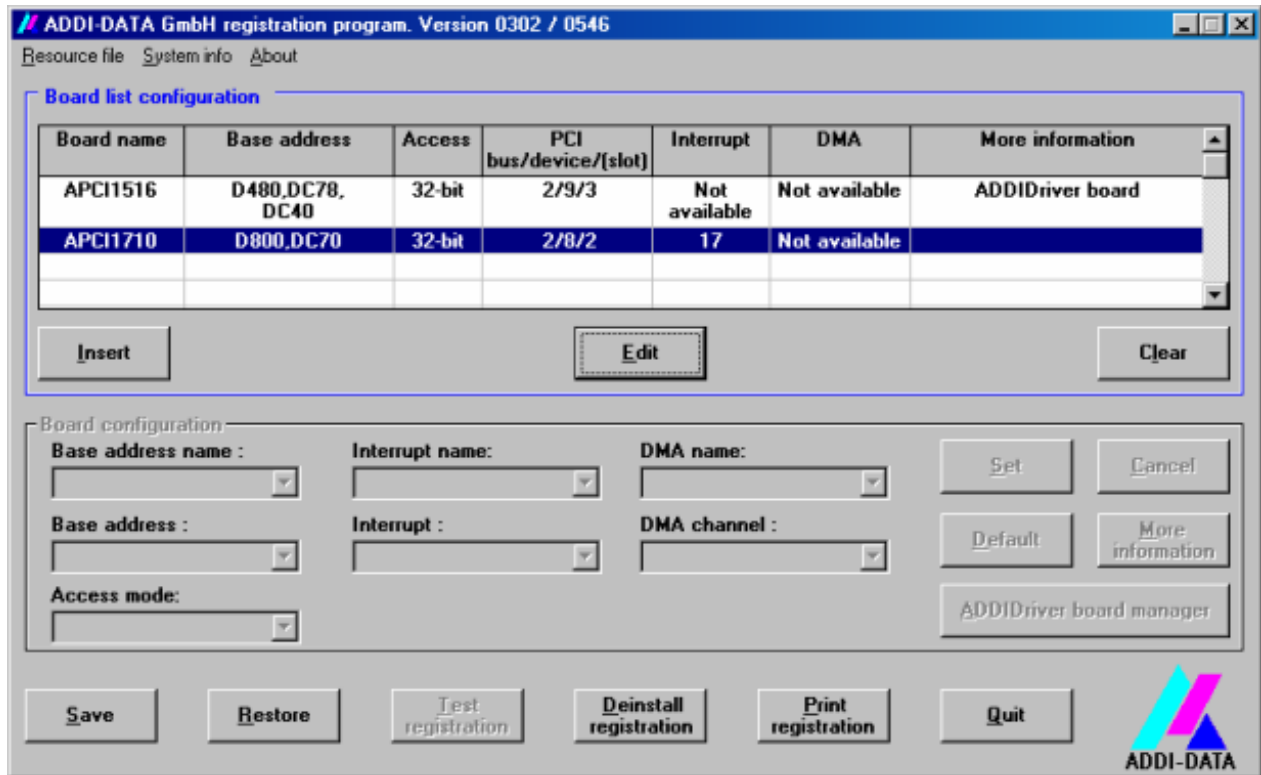 ADDI-DATA GmbH registration program. Version 0302 / 0546
Resource file System info About
Board list configuration
Board name Base address Access PCI bus/device/(slot) Interrupt DMA More information
APCI1516 D480,DC78, DC40 32-bit 2/9/3 Not available Not available ADDIDriver board
APCI1710 D800,DC70 32-bit 2/8/2 17 Not available
Insert Edit Clear
Board configuration
Base address name : Interrupt name: DMA name:
Set Cancel
Base address : Interrupt : DMA channel :
Default More information
Access mode:
ADDIDriver board manager
Save Restore Test registration Deinstall registration Print registration Quit
ADDI-DATA